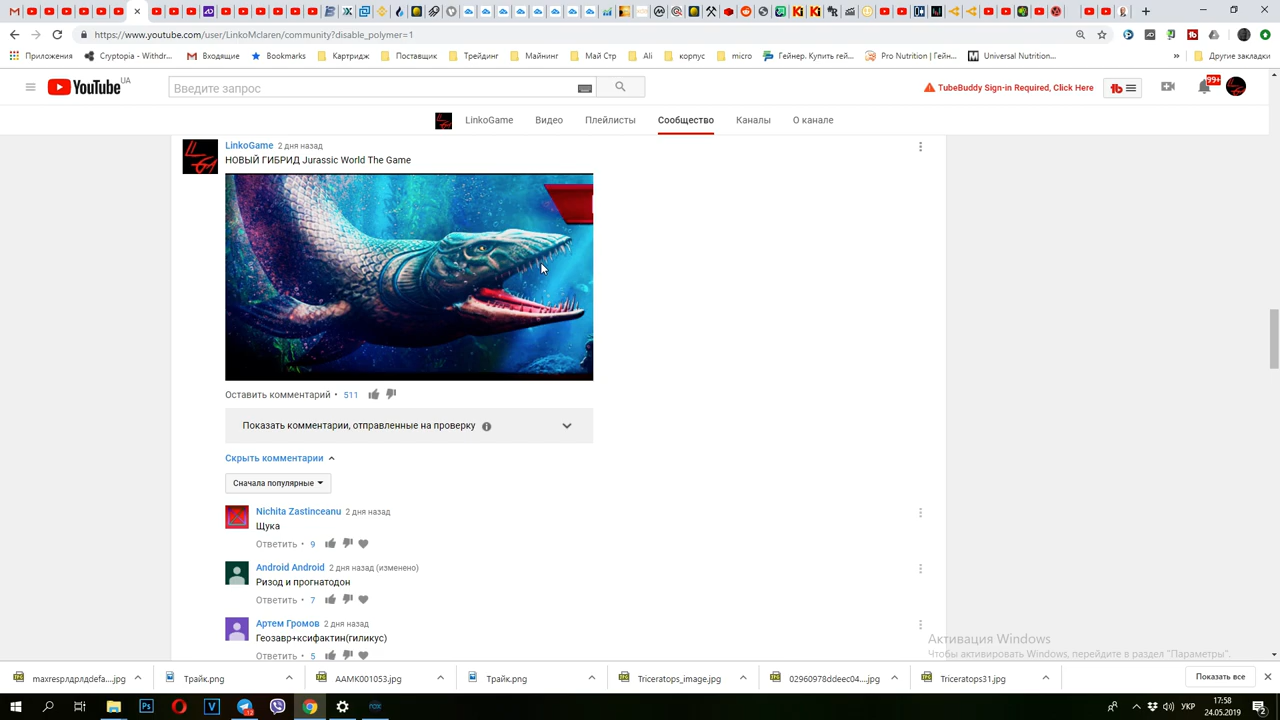 https://www.youtube.com/user/LinkoMclaren/community?disable_polymer=1
Приложения
Cryptopia - Withdr...
Входящие
Bookmarks
Картридж
Поставщик
Трейдинг
Майнинг
Май Стр
Ali
корпус
micro
Гейнер. Купить гей...
Pro Nutrition | Гейн...
Universal Nutrition...
»
Другие закладки
YouTube UA
Введите запрос
TubeBuddy Sign-in Required, Click Here
99+
LinkoGame
Видео
Плейлисты
Сообщество
Каналы
О канале
LinkoGame 2 дня назад
НОВЫЙ ГИБРИД Jurassic World The Game
Оставить комментарий • 511
Показать комментарии, отправленные на проверку
Скрыть комментарии
Сначала популярные
Nichita Zastinceanu 2 дня назад
Щука
Ответить • 9
Android Android 2 дня назад (изменено)
Ризод и прогнатодон
Ответить • 7
Артем Громов 2 дня назад
Геозавр+ксифактин(гиликус)
Ответить • 5
Активация Windows
Чтобы активировать Windows, перейдите в раздел "Параметры".
Трайк.png
AAMK001053.jpg
Трайк.png
Triceratops_image.jpg
02960978ddeec04....jpg
Triceratops31.jpg
Показать все
УКР
17:58
24.05.2019